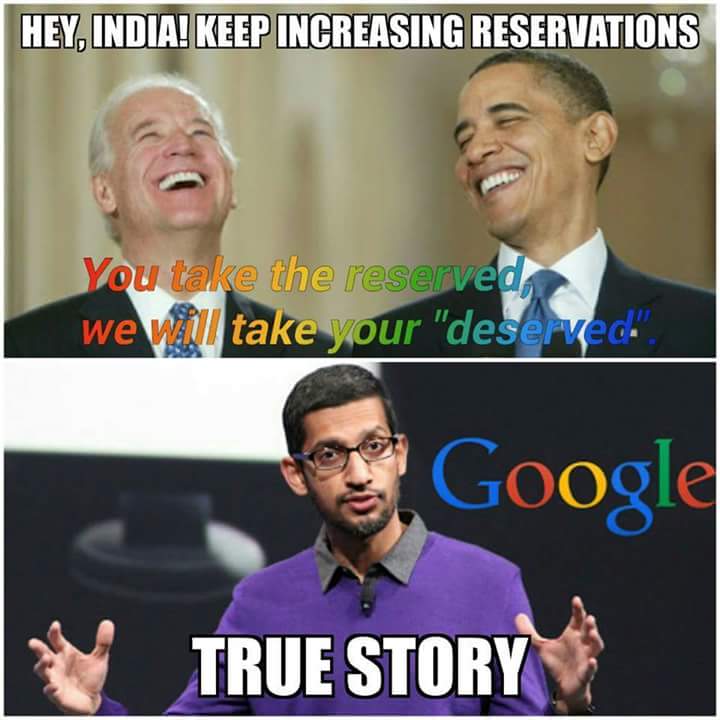 HEY, INDIA! KEEP INCREASING RESERVATIONS
You take the reserved,
we will take your "deserved".
Google
TRUE STORY